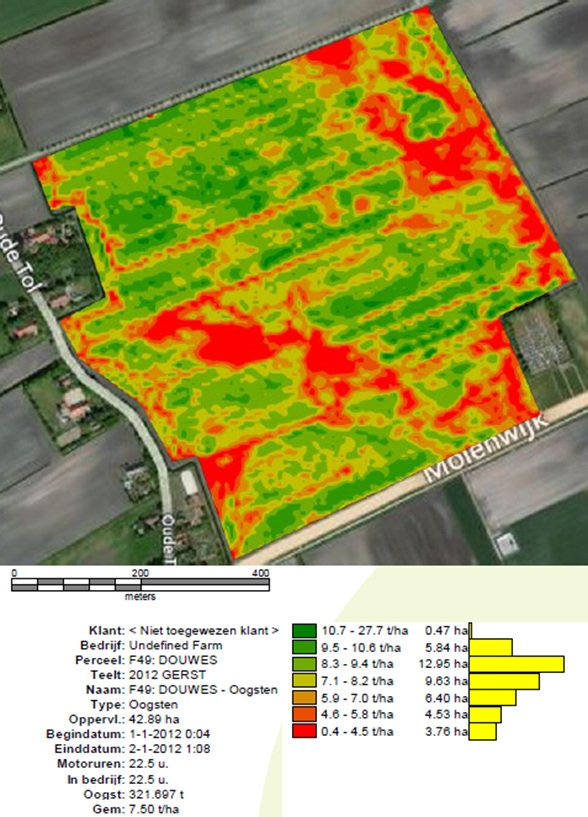 Oude Tol
Molenwijk
Oude T
0 200 400
meters
Klant: < Niet toegewezen klant >
Bedrijf: Undefined Farm
Perceel: F49: DOUWES
Teelt: 2012 GERST
Naam: F49: DOUWES - Oogsten
Type: Oogsten
Oppervl.: 42.89 ha
Begindatum: 1-1-2012 0:04
Einddatum: 2-1-2012 1:08
Motoruren: 22.5 u.
In bedrijf: 22.5 u.
Oogst: 321.697 t
Gem: 7.50 t/ha
10.7 - 27.7 t/ha 0.47 ha
9.5 - 10.6 t/ha 5.84 ha
8.3 - 9.4 t/ha 12.95 ha
7.1 - 8.2 t/ha 9.63 ha
5.9 - 7.0 t/ha 6.40 ha
4.6 - 5.8 t/ha 4.53 ha
0.4 - 4.5 t/ha 3.76 ha